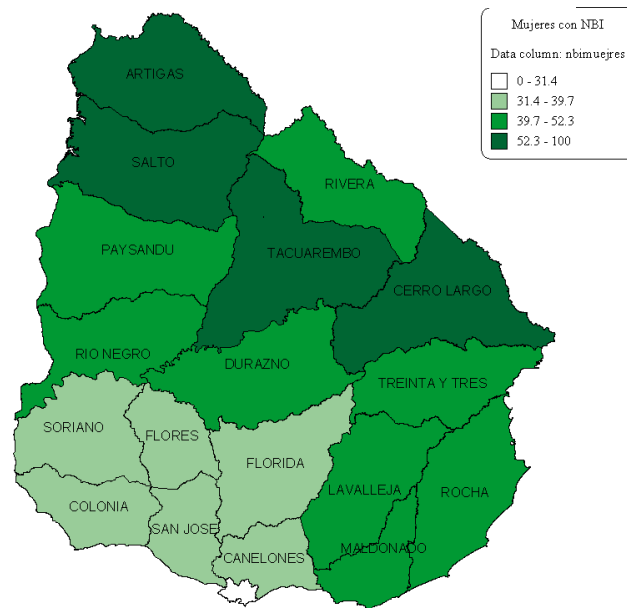 Mujeres con NBI
Data column: nbimuejres
0 - 31.4
31.4 - 39.7
39.7 - 52.3
52.3 - 100
ARTIGAS
SALTO
RIVERA
PAYSANDU
TACUAREMBO
CERRO LARGO
RIO NEGRO
DURAZNO
TREINTA Y TRES
SORIANO
FLORES
FLORIDA
LAVALLEJA
ROCHA
COLONIA
SAN JOSE
CANELONES
MALDONADO